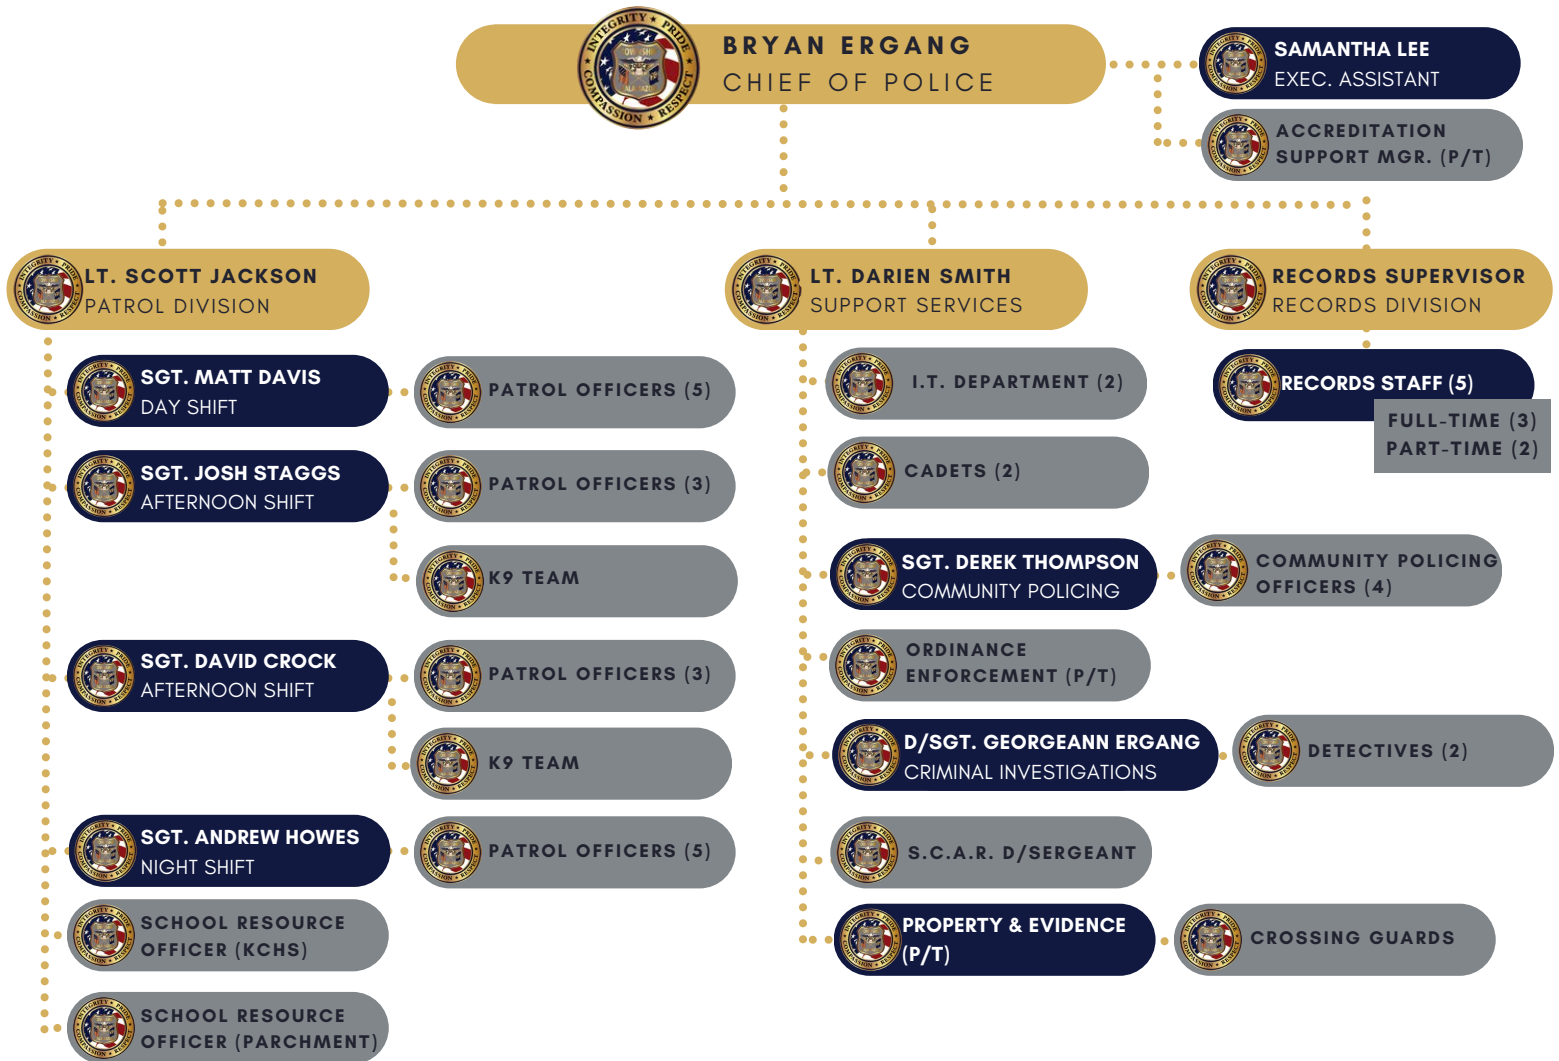 BRYAN ERGANG
CHIEF OF POLICE
SAMANTHA LEE
EXEC. ASSISTANT
ACCREDITATION
SUPPORT MGR. (P/T)
LT. SCOTT JACKSON
PATROL DIVISION
LT. DARIEN SMITH
SUPPORT SERVICES
RECORDS SUPERVISOR
RECORDS DIVISION
SGT. MATT DAVIS
DAY SHIFT
PATROL OFFICERS (5)
SGT. JOSH STAGGS
AFTERNOON SHIFT
PATROL OFFICERS (3)
K9 TEAM
SGT. DAVID CROCK
AFTERNOON SHIFT
PATROL OFFICERS (3)
K9 TEAM
SGT. ANDREW HOWES
NIGHT SHIFT
PATROL OFFICERS (5)
SCHOOL RESOURCE
OFFICER (KCHS)
SCHOOL RESOURCE
OFFICER (PARCHMENT)
I.T. DEPARTMENT (2)
CADETS (2)
SGT. DEREK THOMPSON
COMMUNITY POLICING
COMMUNITY POLICING
OFFICERS (4)
ORDINANCE
ENFORCEMENT (P/T)
D/SGT. GEORGEANN ERGANG
CRIMINAL INVESTIGATIONS
DETECTIVES (2)
S.C.A.R. D/SERGEANT
PROPERTY & EVIDENCE
(P/T)
CROSSING GUARDS
RECORDS STAFF (5)
FULL-TIME (3)
PART-TIME (2)
INTEGRITY ★ PRIDE
COMPASSION ★ RESPECT